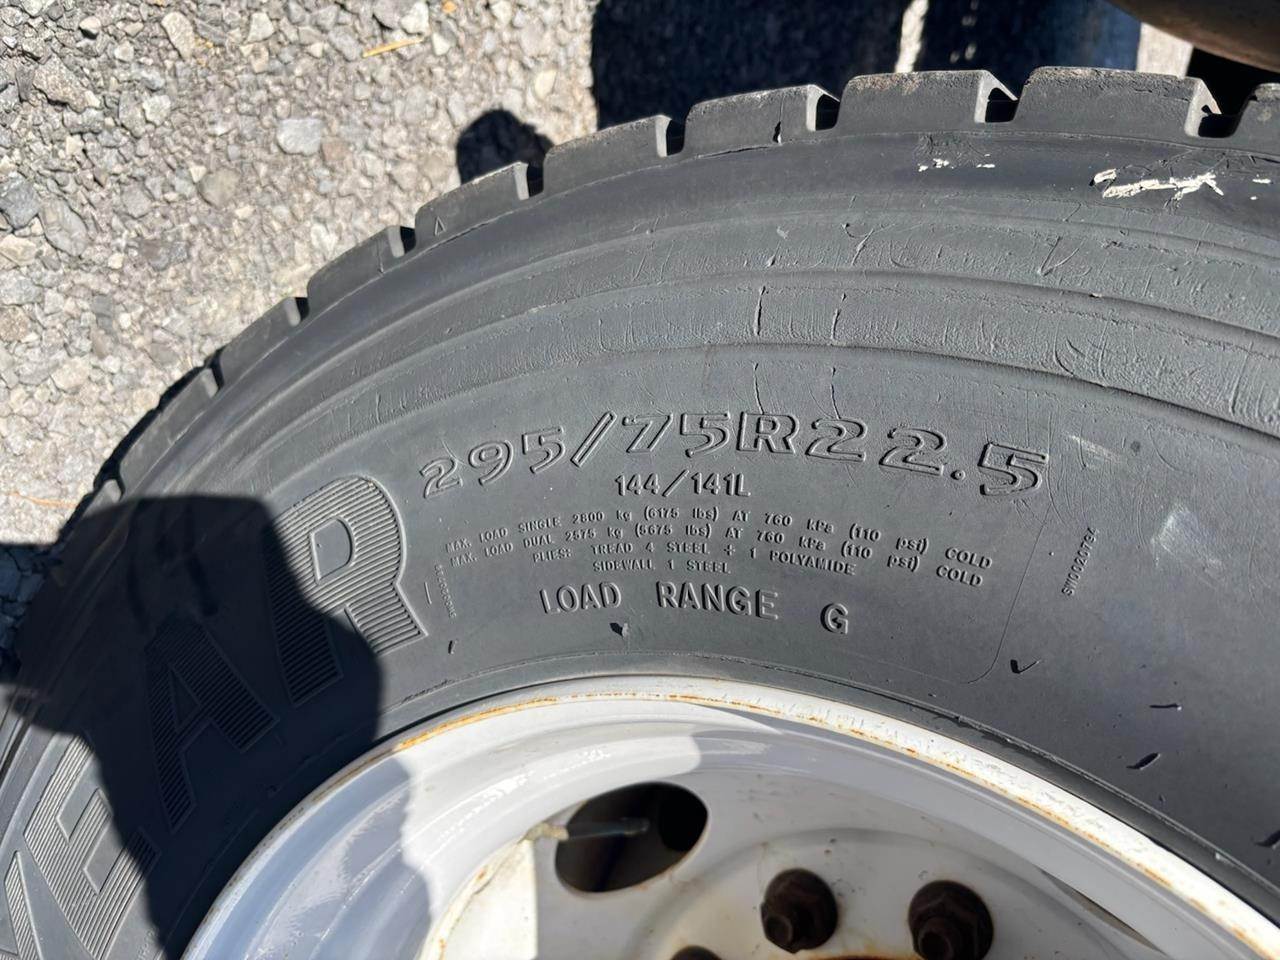 295/75R22.5
144/141L
MAX. LOAD SINGLE 2800 kg (6175 lbs) AT 760 kPa (110 psi) COLD
MAX. LOAD DUAL 2575 kg (5675 lbs) AT 760 kPa (110 psi) COLD
PLIES: TREAD 4 STEEL + 1 POLYAMIDE
SIDEWALL 1 STEEL
LOAD RANGE G
EAR